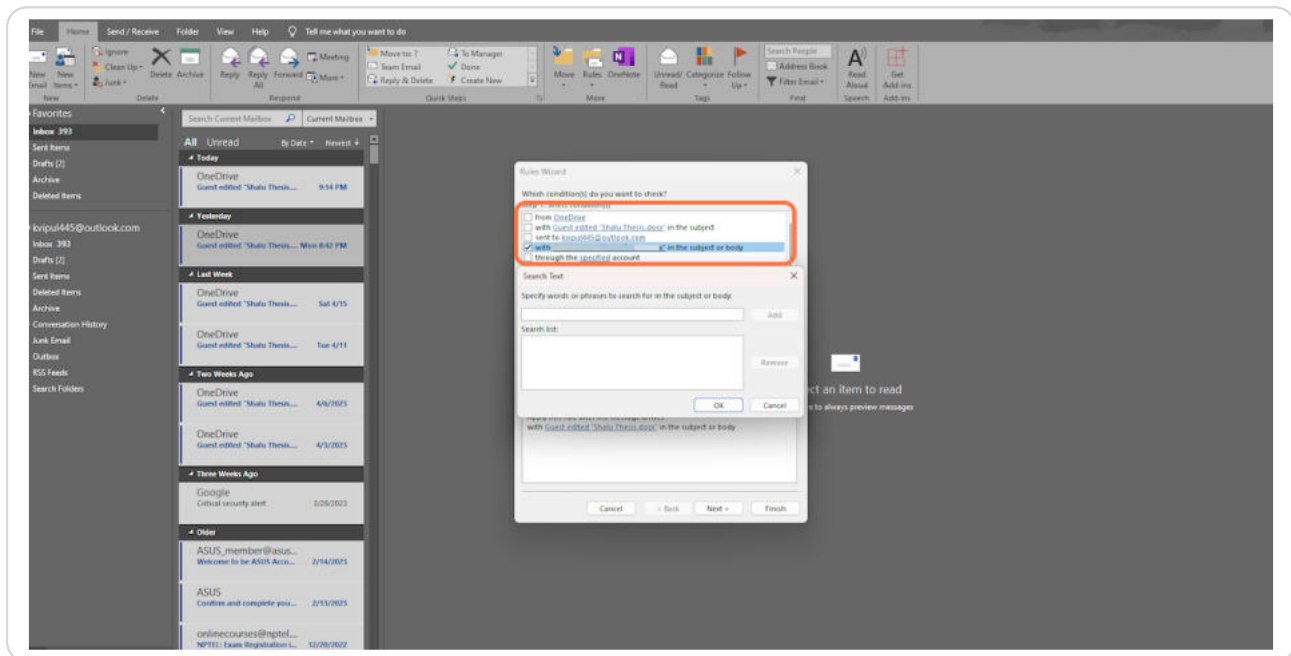 File Home Send / Receive Folder View Help Tell me what you want to do
New Email New Items Ignore Clean Up Junk Delete Archive Reply Reply All Forward Meeting More Move to: ? Team Email Reply & Delete To Manager Done Create New Move Rules OneNote Unread/ Read Categorize Follow Up Search People Address Book Filter Email Read Aloud Get Add-ins
New Delete Respond Quick Steps Move Tags Find Speech Add-ins
Favorites
Inbox 393
Sent Items
Drafts [2]
Archive
Deleted Items
kvipul445@outlook.com
Inbox 393
Drafts [2]
Sent Items
Deleted Items
Archive
Conversation History
Junk Email
Outbox
RSS Feeds
Search Folders
Search Current Mailbox Current Mailbox
All Unread By Date Newest ↓
Today
OneDrive
Guest edited "Shalu Thesis.... 9:14 PM
Yesterday
OneDrive
Guest edited "Shalu Thesis.... Mon 8:42 PM
Last Week
OneDrive
Guest edited "Shalu Thesis.... Sat 4/15
OneDrive
Guest edited "Shalu Thesis.... Tue 4/11
Two Weeks Ago
OneDrive
Guest edited "Shalu Thesis.... 4/6/2023
OneDrive
Guest edited "Shalu Thesis.... 4/3/2023
Three Weeks Ago
Google
Critical security alert 3/28/2023
Older
ASUS_member@asus...
Welcome to be ASUS Acco... 2/14/2023
ASUS
Confirm and complete you... 2/13/2023
onlinecourses@nptel....
NPTEL: Exam Registration i... 12/20/2022
Rules Wizard
Which condition(s) do you want to check?
Step 1: Select condition(s)
from OneDrive
with Guest edited "Shalu Thesis.docx" in the subject
sent to kvipul445@outlook.com
with x" in the subject or body
through the specified account
Search Text
Specify words or phrases to search for in the subject or body:
Add
Search list:
Remove
OK Cancel
Apply this rule after the message arrives
with Guest edited "Shalu Thesis.docx" in the subject or body
Cancel < Back Next > Finish
ct an item to read
to always preview messages